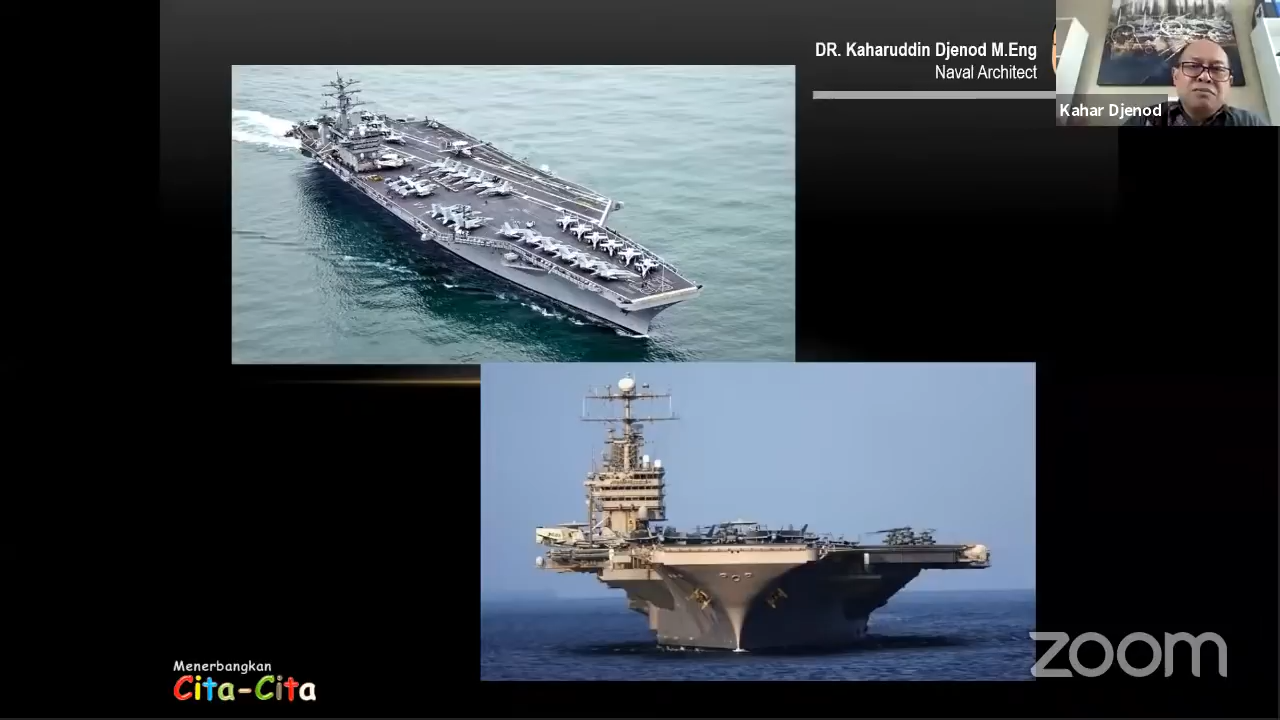 DR. Kaharuddin Djenod M.Eng
Naval Architect
Kahar Djenod
Menerbangkan
Cita-Cita
zoom